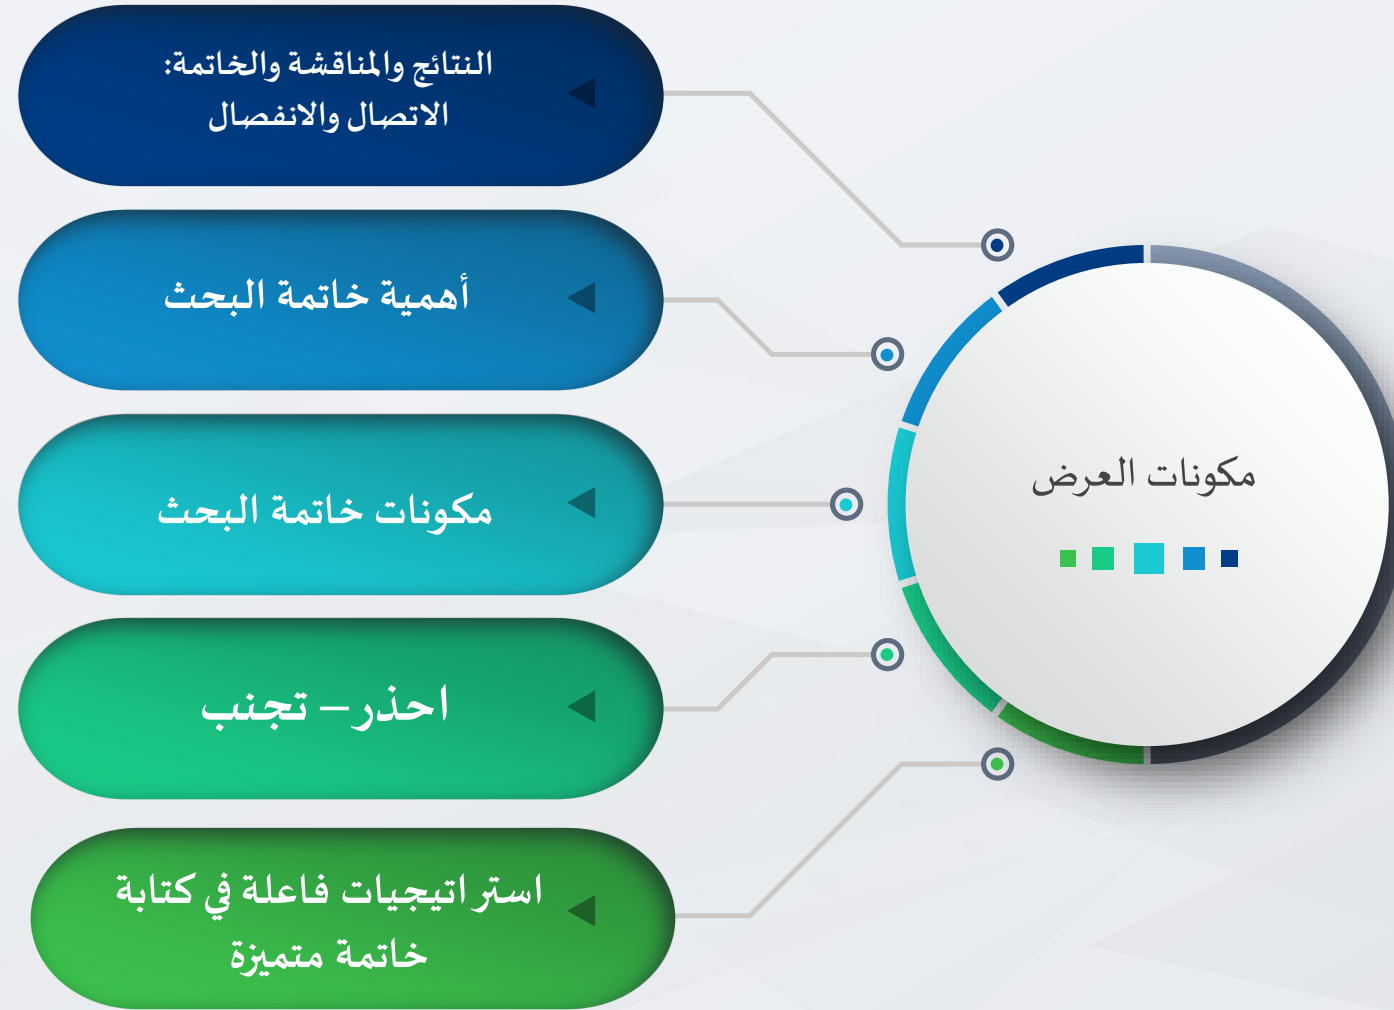 مكونات العرض
النتائج والمناقشة والخاتمة:
الاتصال والانفصال
أهمية خاتمة البحث
مكونات خاتمة البحث
احذر – تجنب
استراتيجيات فاعلة في كتابة
خاتمة متميزة